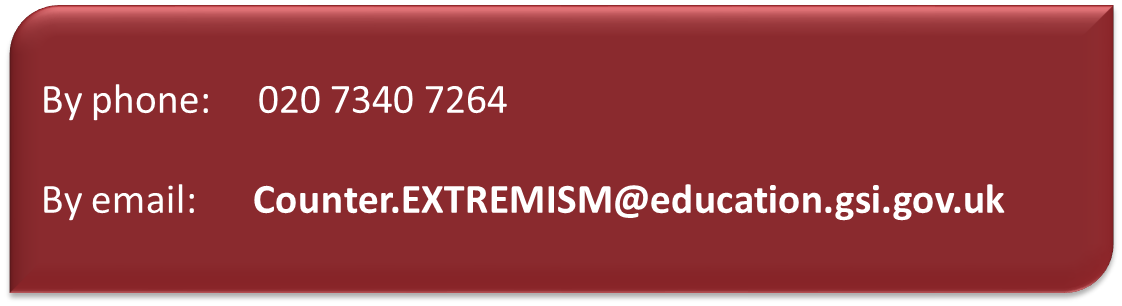 By phone: 020 7340 7264
By email: Counter.EXTREMISM@education.gsi.gov.uk